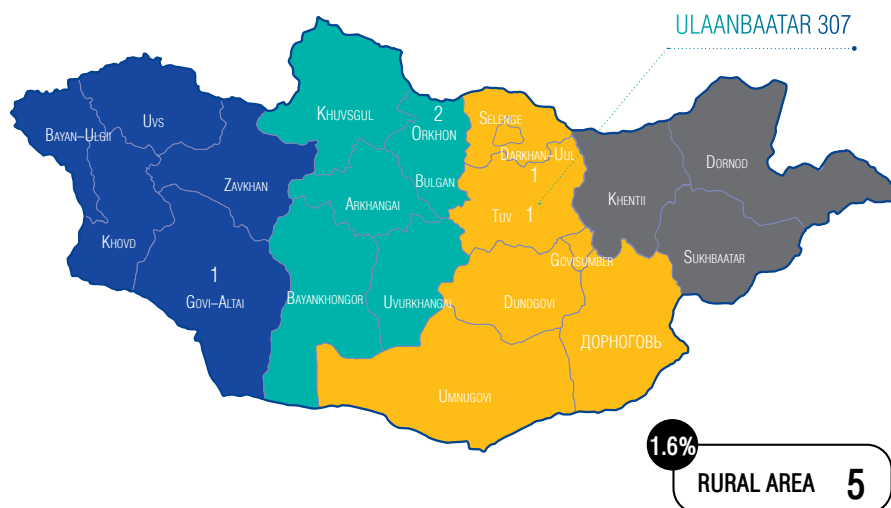 ULAANBAATAR 307
KHUVSGUL
2
ORKHON
SELENGE
UVS
BAYAN–ULGII
DARKHAN–UUL
1
DORNOD
ZAVKHAN
BULGAN
ARKHANGAI
KHENTII
TUV 1
KHOVD
GOVISUMBER
SUKHBAATAR
1
GOVI–ALTAI
BAYANKHONGOR
UVURKHANGAI
DUNDGOVI
ДОРНОГОВЬ
UMNUGOVI
1.6%
RURAL AREA 5